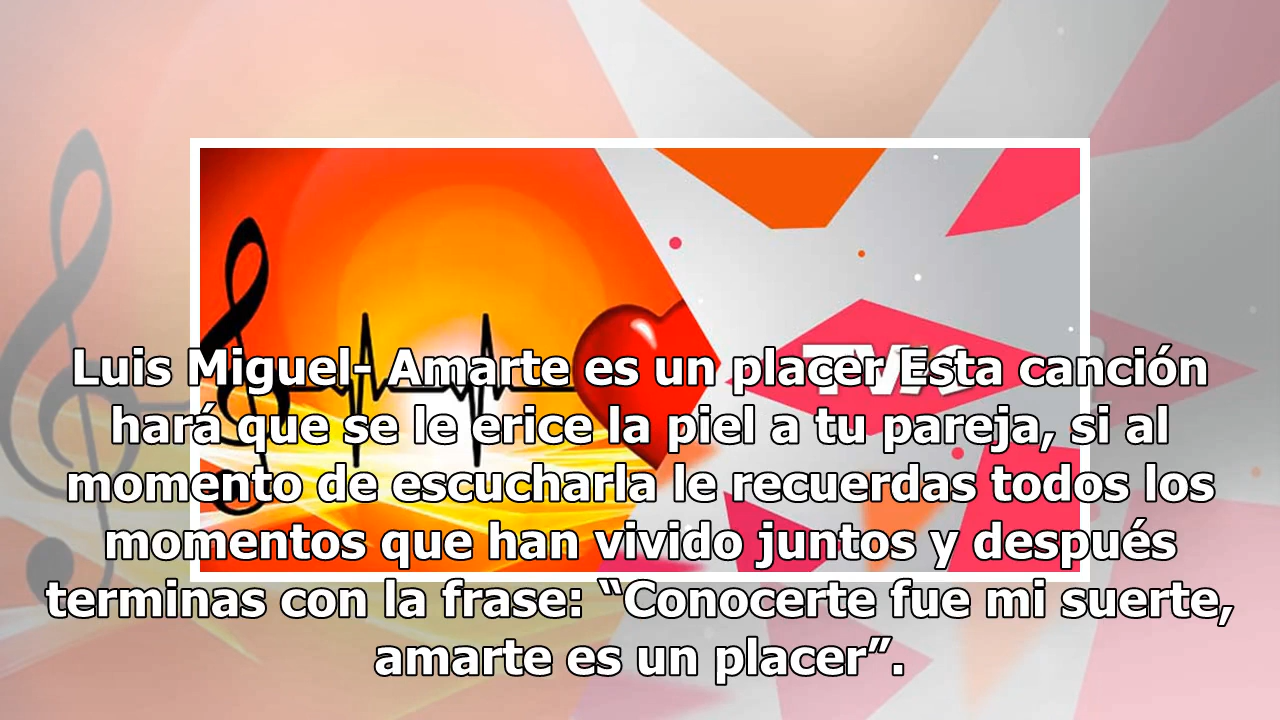 Luis Miguel- Amarte es un placer Esta canción
hará que se le erice la piel a tu pareja, si al
momento de escucharla le recuerdas todos los
momentos que han vivido juntos y después
terminas con la frase: “Conocerte fue mi suerte,
amarte es un placer”.